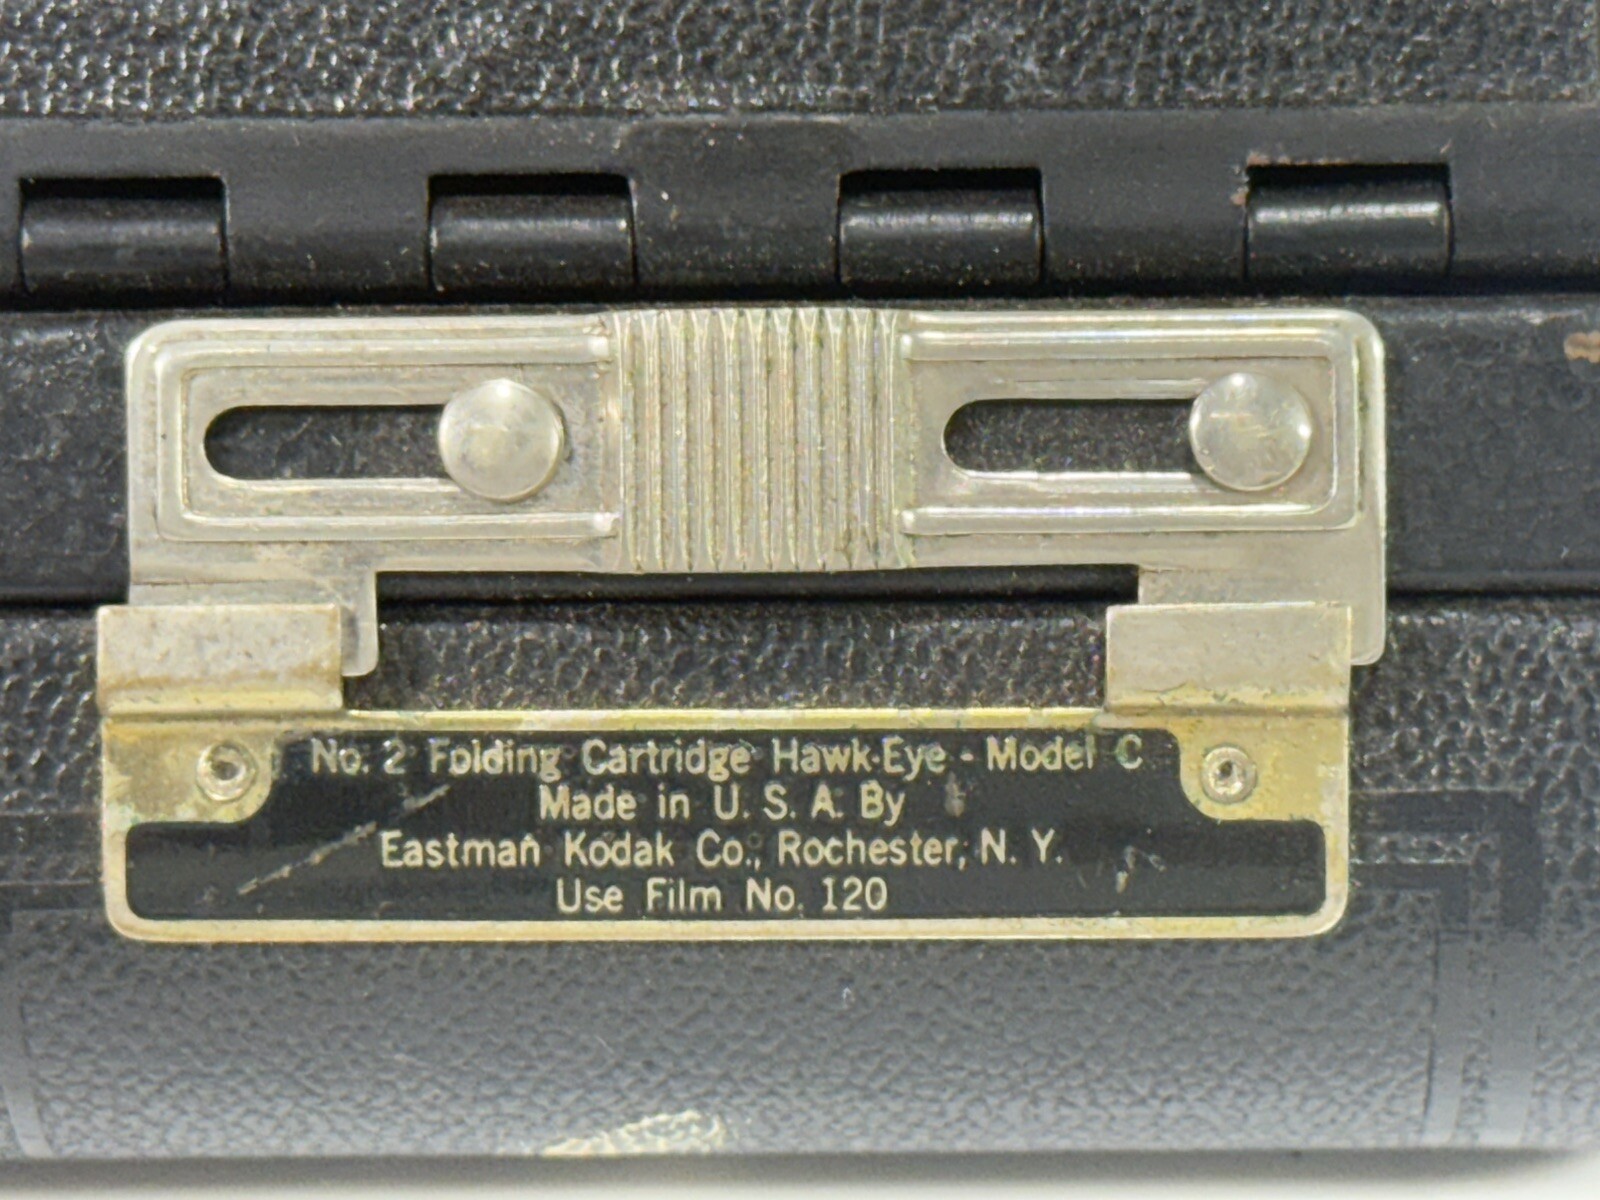 No. 2 Folding Cartridge Hawk-Eye - Model C
Made in U. S. A. By
Eastman Kodak Co., Rochester, N. Y.
Use Film No. 120